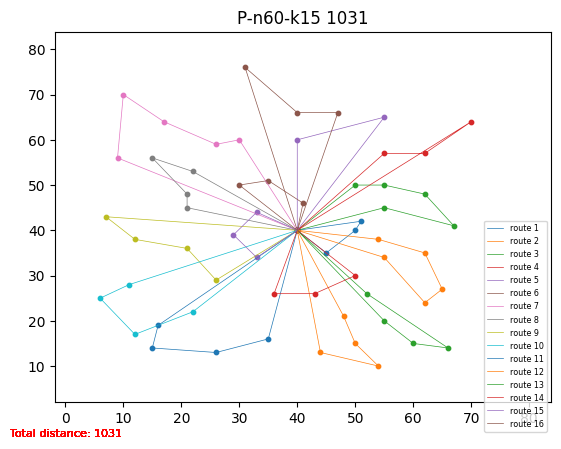 P-n60-k15 1031
80
70
60
50
40
30
20
10
0 10 20 30 40 50 60 70 80
route 1
route 2
route 3
route 4
route 5
route 6
route 7
route 8
route 9
route 10
route 11
route 12
route 13
route 14
route 15
route 16
Total distance: 1031